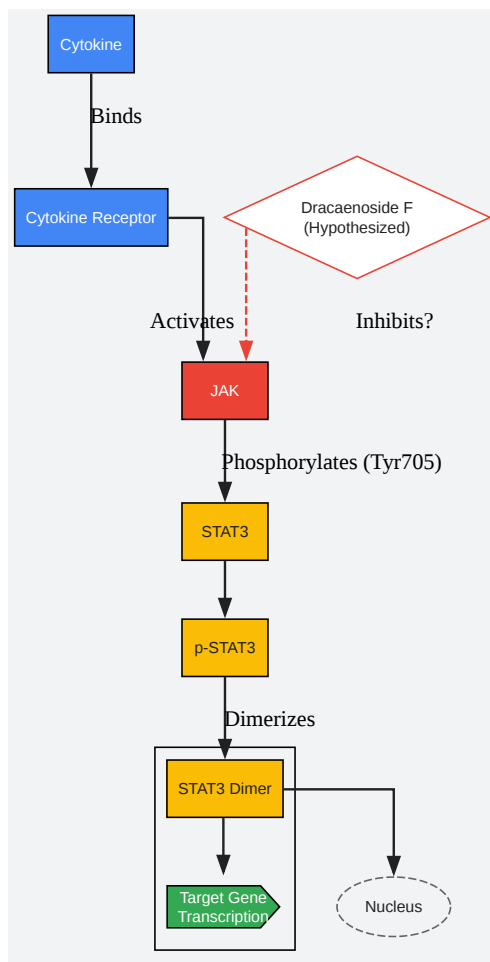 Cytokine
Binds
Cytokine Receptor
Dracaenoside F
(Hypothesized)
Activates
Inhibits?
JAK
Phosphorylates (Tyr705)
STAT3
p-STAT3
Dimerizes
STAT3 Dimer
Target Gene
Transcription
Nucleus